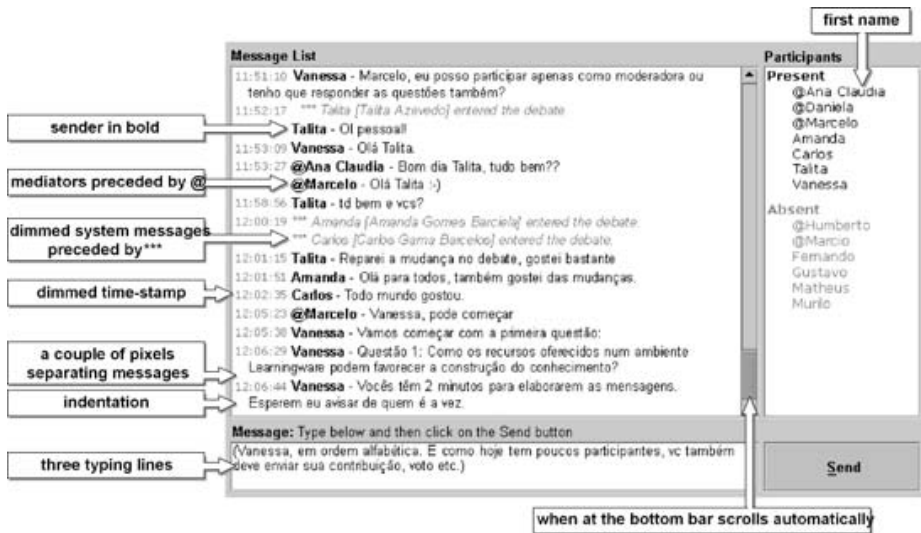 first name
Message List
Participants
11:51:10 Vanessa - Marcelo, eu posso participar apenas como moderadora ou
tenho que responder as questões também?
11:52:17 *** Talita [Talita Azevedo] entered the debate.
sender in bold
Talita - Ol pessoal!
11:53:09 Vanessa - Olá Talita.
11:53:27 @Ana Claudia - Bom dia Talita, tudo bem??
mediators preceded by @
@Marcelo - Olá Talita :-)
11:58:56 Talita - td bem e vcs?
12:00:19 *** Amanda [Amanda Gomes Barciela] entered the debate.
dimmed system messages
preceded by***
*** Carlos [Carlos Gama Barcelos] entered the debate.
12:01:15 Talita - Reparei a mudança no debate, gostei bastante
12:01:51 Amanda - Olá para todos, também gostei das mudanças.
dimmed time-stamp
12:02:35 Carlos - Todo mundo gostou.
12:05:23 @Marcelo - Vanessa, pode começar
12:05:38 Vanessa - Vamos começar com a primeira questão:
a couple of pixels
separating messages
12:06:29 Vanessa - Questão 1: Como os recursos oferecidos num ambiente
Learningware podem favorecer a construção do conhecimento?
12:06:44 Vanessa - Vocês têm 2 minutos para elaborarem as mensagens.
indentation
Esperem eu avisar de quem é a vez.
Present
@Ana Claudia
@Daniela
@Marcelo
Amanda
Carlos
Talita
Vanessa
Absent
@Humberto
@Marcio
Fernando
Gustavo
Matheus
Murilo
Message: Type below and then click on the Send button
three typing lines
(Vanessa, em ordem alfabética. E como hoje tem poucos participantes, vc também
deve enviar sua contribuição, voto etc.)
Send
when at the bottom bar scrolls automatically